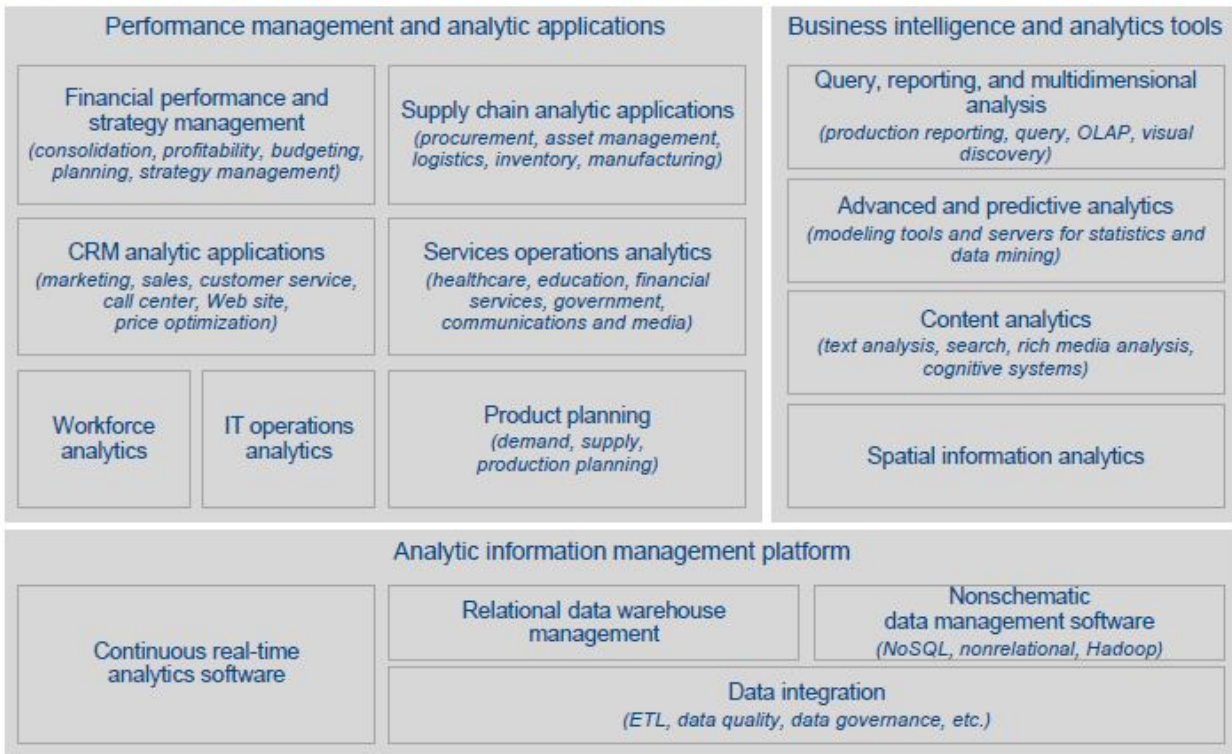 Performance management and analytic applications
Financial performance and
strategy management
(consolidation, profitability, budgeting,
planning, strategy management)
Supply chain analytic applications
(procurement, asset management,
logistics, inventory, manufacturing)
CRM analytic applications
(marketing, sales, customer service,
call center, Web site,
price optimization)
Services operations analytics
(healthcare, education, financial
services, government,
communications and media)
Workforce
analytics
IT operations
analytics
Product planning
(demand, supply,
production planning)
Business intelligence and analytics tools
Query, reporting, and multidimensional
analysis
(production reporting, query, OLAP, visual
discovery)
Advanced and predictive analytics
(modeling tools and servers for statistics and
data mining)
Content analytics
(text analysis, search, rich media analysis,
cognitive systems)
Spatial information analytics
Analytic information management platform
Continuous real-time
analytics software
Relational data warehouse
management
Nonschematic
data management software
(NoSQL, nonrelational, Hadoop)
Data integration
(ETL, data quality, data governance, etc.)